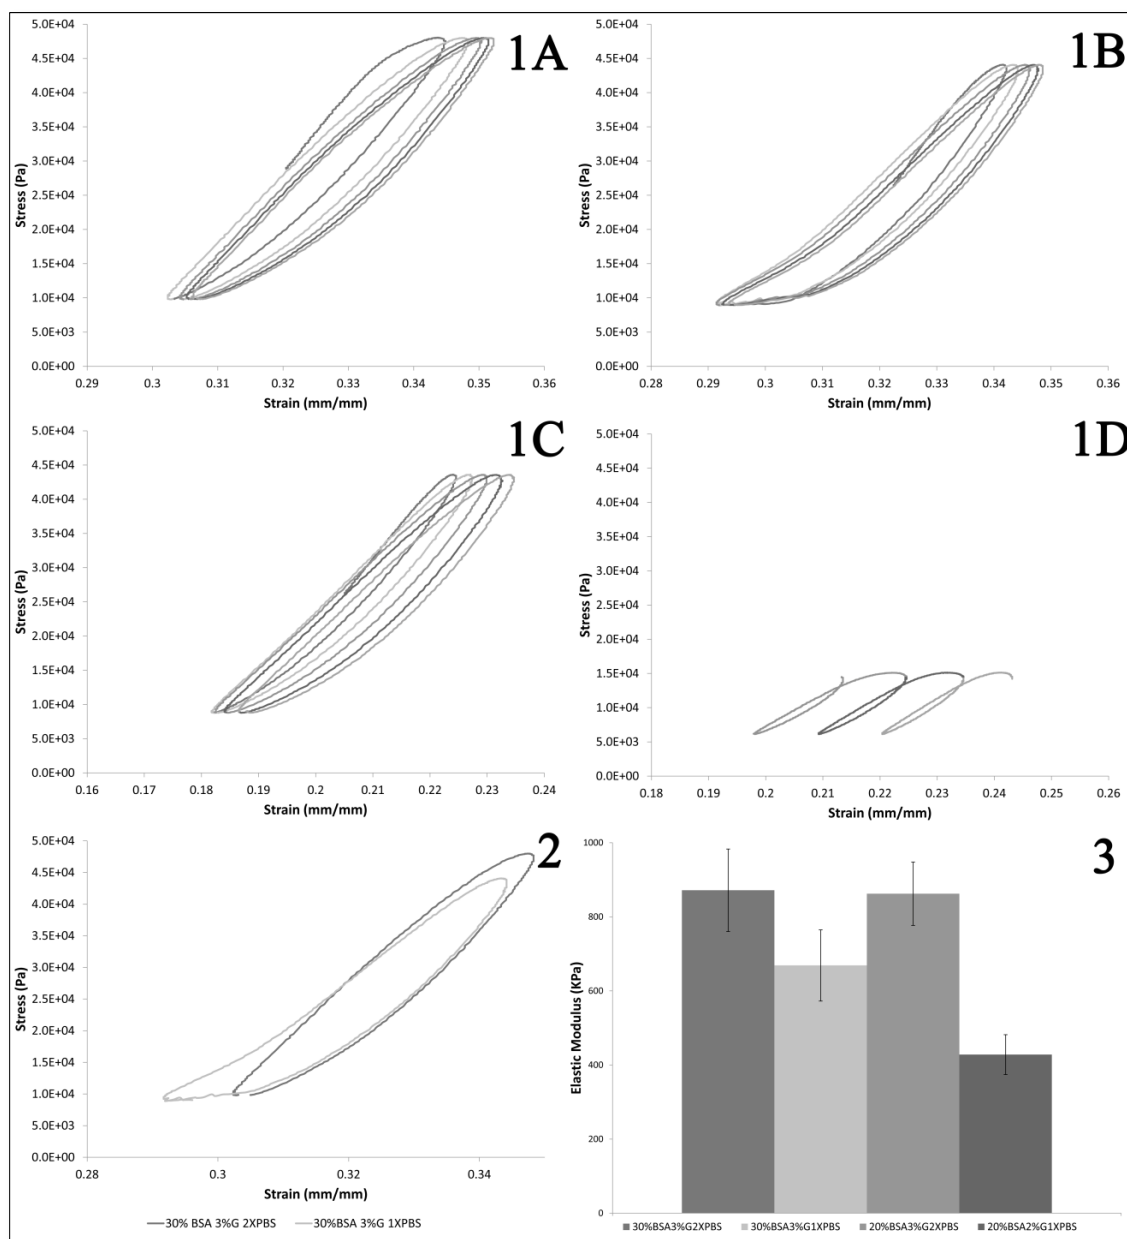 1A
5.0E+04
4.5E+04
4.0E+04
3.5E+04
3.0E+04
2.5E+04
2.0E+04
1.5E+04
1.0E+04
5.0E+03
0.0E+00
Stress (Pa)
0.29 0.3 0.31 0.32 0.33 0.34 0.35 0.36
Strain (mm/mm)
1B
5.0E+04
4.5E+04
4.0E+04
3.5E+04
3.0E+04
2.5E+04
2.0E+04
1.5E+04
1.0E+04
5.0E+03
0.0E+00
Stress (Pa)
0.28 0.29 0.3 0.31 0.32 0.33 0.34 0.35 0.36
Strain (mm/mm)
1C
5.0E+04
4.5E+04
4.0E+04
3.5E+04
3.0E+04
2.5E+04
2.0E+04
1.5E+04
1.0E+04
5.0E+03
0.0E+00
Stress (Pa)
0.16 0.17 0.18 0.19 0.2 0.21 0.22 0.23 0.24
Strain (mm/mm)
1D
5.0E+04
4.5E+04
4.0E+04
3.5E+04
3.0E+04
2.5E+04
2.0E+04
1.5E+04
1.0E+04
5.0E+03
0.0E+00
Stress (Pa)
0.18 0.19 0.2 0.21 0.22 0.23 0.24 0.25 0.26
Strain (mm/mm)
2
5.0E+04
4.5E+04
4.0E+04
3.5E+04
3.0E+04
2.5E+04
2.0E+04
1.5E+04
1.0E+04
5.0E+03
0.0E+00
Stress (Pa)
0.28 0.3 0.32 0.34
Strain (mm/mm)
30% BSA 3%G 2XPBS 30%BSA 3%G 1XPBS
3
1000
800
600
400
200
0
Elastic Modulus (KPa)
30%BSA3%G2XPBS 30%BSA3%G1XPBS 20%BSA3%G2XPBS 20%BSA2%G1XPBS